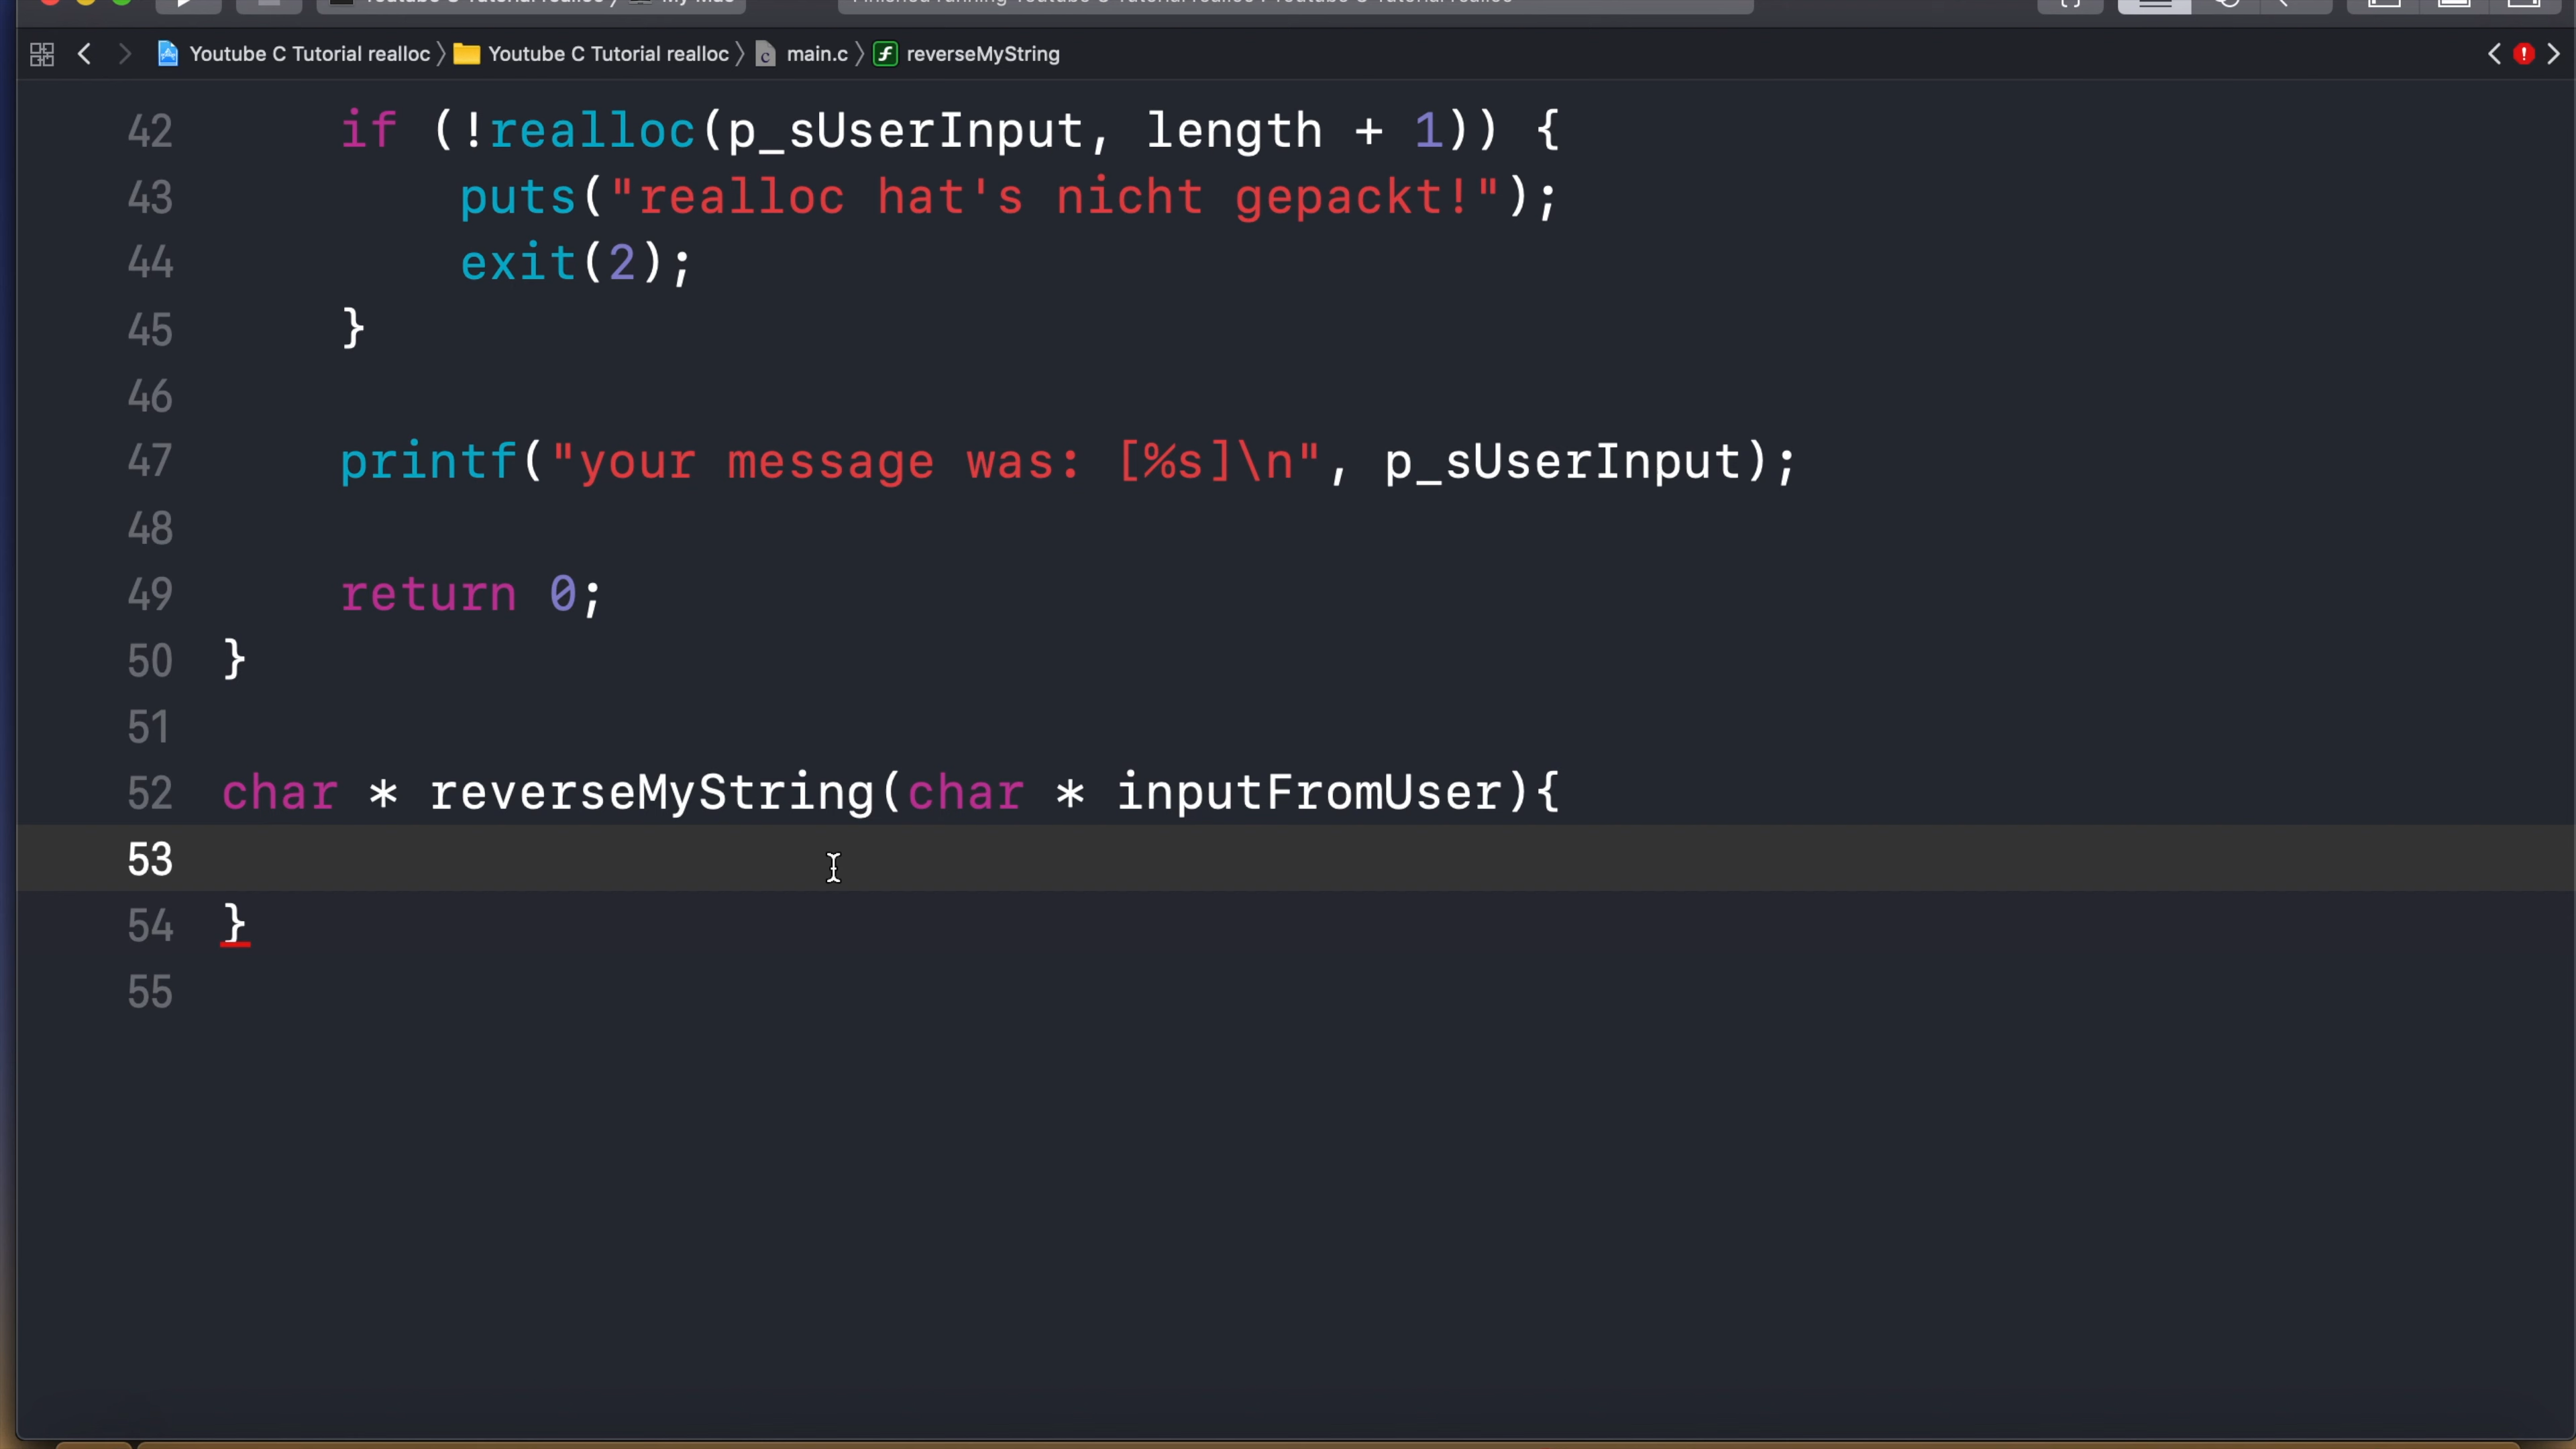 Youtube C Tutorial realloc Youtube C Tutorial realloc main.c reverseMyString
42 if (!realloc(p_sUserInput, length + 1)) {
43 puts("realloc hat's nicht gepackt!");
44 exit(2);
45 }
46
47 printf("your message was: [%s]\n", p_sUserInput);
48
49 return 0;
50 }
51
52 char * reverseMyString(char * inputFromUser){
53
54 }
55